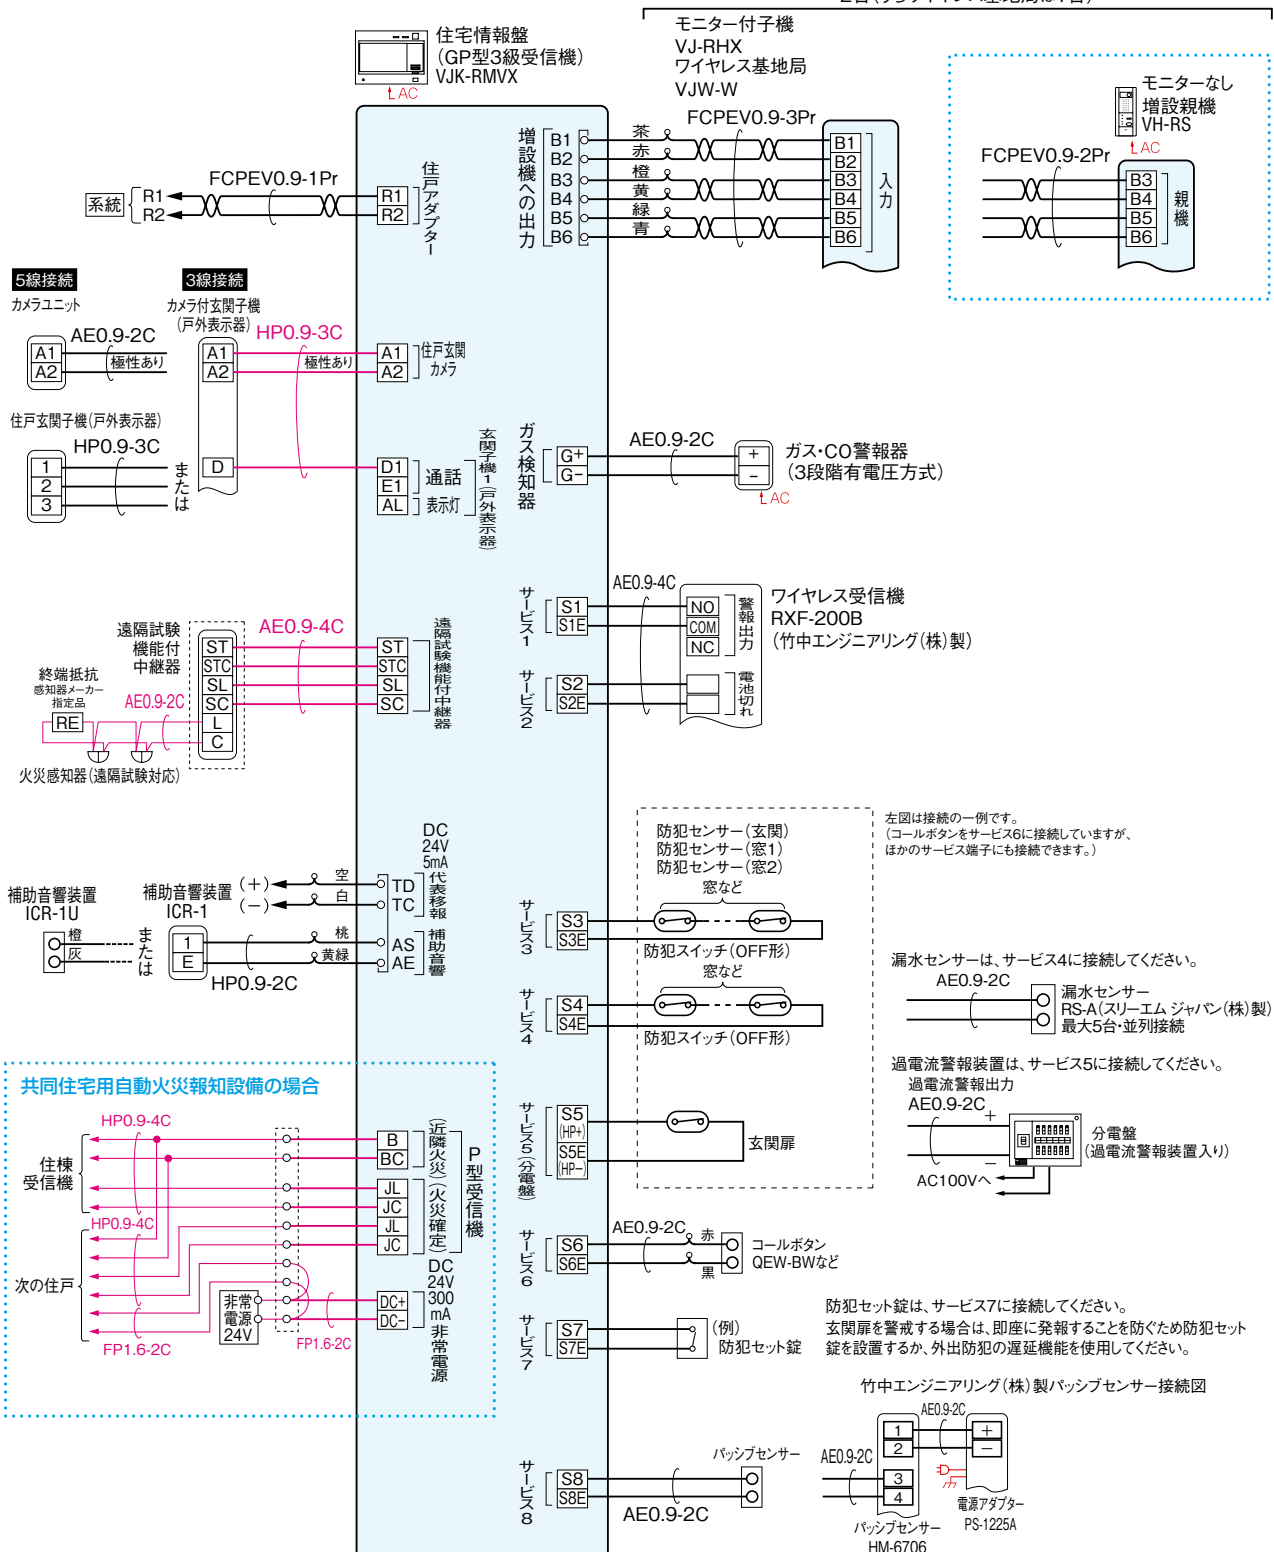 住宅情報盤
(GP型3級受信機)
VJK-RMVX
AC
モニター付子機
VJ-RHX
ワイヤレス基地局
VJW-W
FCPEV0.9-3Pr
増設機への出力
B1
B2
B3
B4
B5
B6
茶
赤
橙
黄
緑
青
B1
B2
B3
B4
B5
B6
入力
モニターなし
増設親機
VH-RS
AC
FCPEV0.9-2Pr
B3
B4
B5
B6
親機
系統
R1
R2
FCPEV0.9-1Pr
R1
R2
住戸アダプター
5線接続
カメラユニット
A1
A2
AE0.9-2C
極性あり
3線接続
カメラ付玄関子機
(戸外表示器)
A1
A2
D
HP0.9-3C
極性あり
A1
A2
住戸玄関
カメラ
住戸玄関子機(戸外表示器)
HP0.9-3C
1
2
3
または
D1
E1
AL
通話
表示灯
玄関子機1(戸外表示器)
ガス検知器
G+
G−
AE0.9-2C
+
−
AC
ガス・CO警報器
(3段階有電圧方式)
サービス1
S1
S1E
AE0.9-4C
NO
COM
NC
警報出力
電池切れ
サービス2
S2
S2E
ワイヤレス受信機
RXF-200B
(竹中エンジニアリング(株)製)
遠隔試験
機能付
中継器
AE0.9-4C
ST
STC
SL
SC
L
C
ST
STC
SL
SC
遠隔試験機能付中継器
終端抵抗
感知器メーカー
指定品
RE
AE0.9-2C
火災感知器(遠隔試験対応)
DC
24V
5mA
代表移報
(+)
(−)
空
白
TD
TC
補助音響装置
ICR-1U
橙
灰
または
補助音響装置
ICR-1
1
E
桃
黄緑
HP0.9-2C
AS
AE
補助音響
防犯センサー(玄関)
防犯センサー(窓1)
防犯センサー(窓2)
窓など
サービス3
S3
S3E
防犯スイッチ(OFF形)
窓など
サービス4
S4
S4E
防犯スイッチ(OFF形)
サービス5(分電盤)
S5
(HP+)
S5E
(HP−)
玄関扉
左図は接続の一例です。
(コールボタンをサービス6に接続していますが、
ほかのサービス端子にも接続できます。)
漏水センサーは、サービス4に接続してください。
AE0.9-2C
漏水センサー
RS-A(スリーエム ジャパン(株)製)
最大5台・並列接続
過電流警報装置は、サービス5に接続してください。
過電流警報出力
AE0.9-2C
+
−
分電盤
(過電流警報装置入り)
AC100Vへ
共同住宅用自動火災報知設備の場合
HP0.9-4C
住棟
受信機
HP0.9-4C
次の住戸
FP1.6-2C
非常
電源
24V
FP1.6-2C
B
BC
JL
JC
JL
JC
(近隣火災)
(火災確定)
P型受信機
DC+
DC−
DC
24V
300
mA
非常電源
サービス6
S6
S6E
AE0.9-2C
赤
黒
コールボタン
QEW-BWなど
サービス7
S7
S7E
(例)
防犯セット錠
防犯セット錠は、サービス7に接続してください。
玄関扉を警戒する場合は、即座に発報することを防ぐため防犯セット
錠を設置するか、外出防犯の遅延機能を使用してください。
サービス8
S8
S8E
AE0.9-2C
パッシブセンサー
竹中エンジニアリング(株)製パッシブセンサー接続図
AE0.9-2C
1
2
3
4
+
−
AE0.9-2C
電源アダプター
PS-1225A
パッシブセンサー
HM-6706